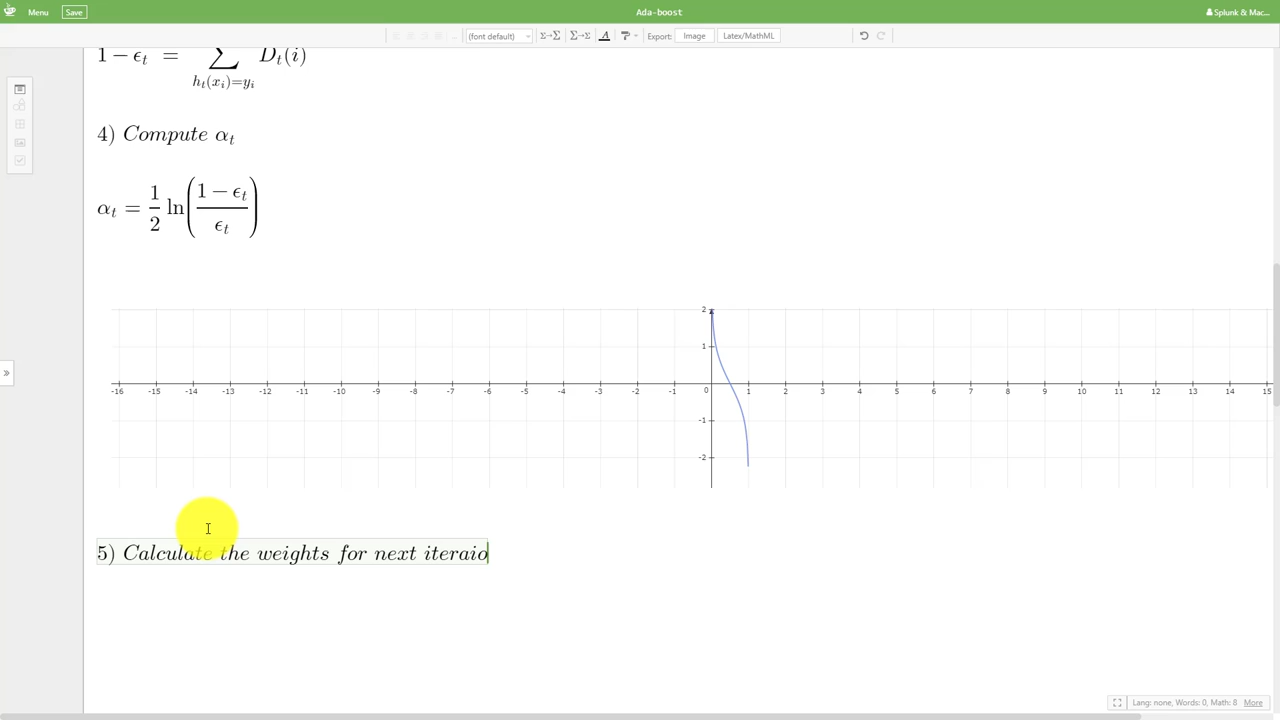 Menu Save Ada-boost Splunk & Mac...
(font default) Σ→Σ Σ→Σ A Export: Image Latex/MathML
1 − ϵ_t = ∑ D_t(i)
h_t(x_i)=y_i
4) Compute α_t
α_t = 1/2 ln((1 − ϵ_t)/ϵ_t)
2
1
-16 -15 -14 -13 -12 -11 -10 -9 -8 -7 -6 -5 -4 -3 -2 -1 0 1 2 3 4 5 6 7 8 9 10 11 12 13 14 15
-1
-2
5) Calculate the weights for next iteraio
Lang: none, Words: 0, Math: 8 More